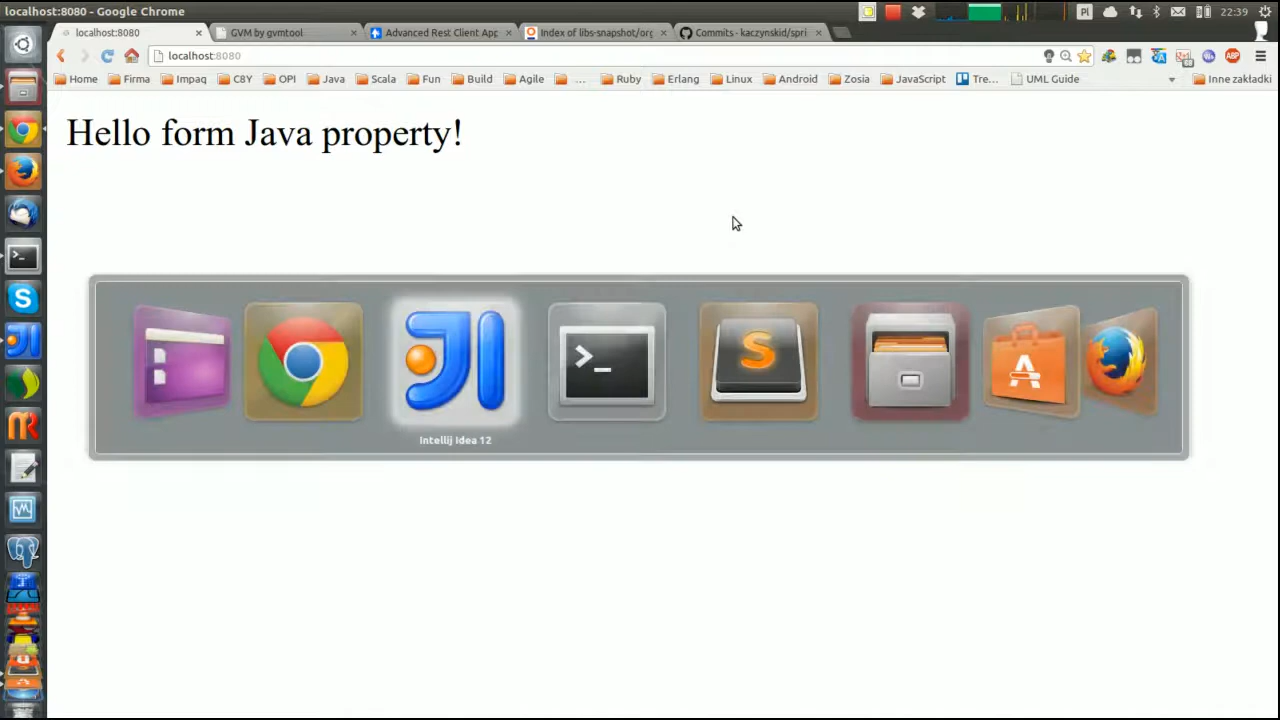 localhost:8080 - Google Chrome
Pl
22:39
localhost:8080
GVM by gvmtool
Advanced Rest Client App
Index of libs-snapshot/org
Commits · kaczynskid/spri
localhost:8080
Home Firma Impaq C8Y OPI Java Scala Fun Build Agile ... Ruby Erlang Linux Android Zosia JavaScript Tre... UML Guide Inne zakładki
Hello form Java property!
Intellij Idea 12